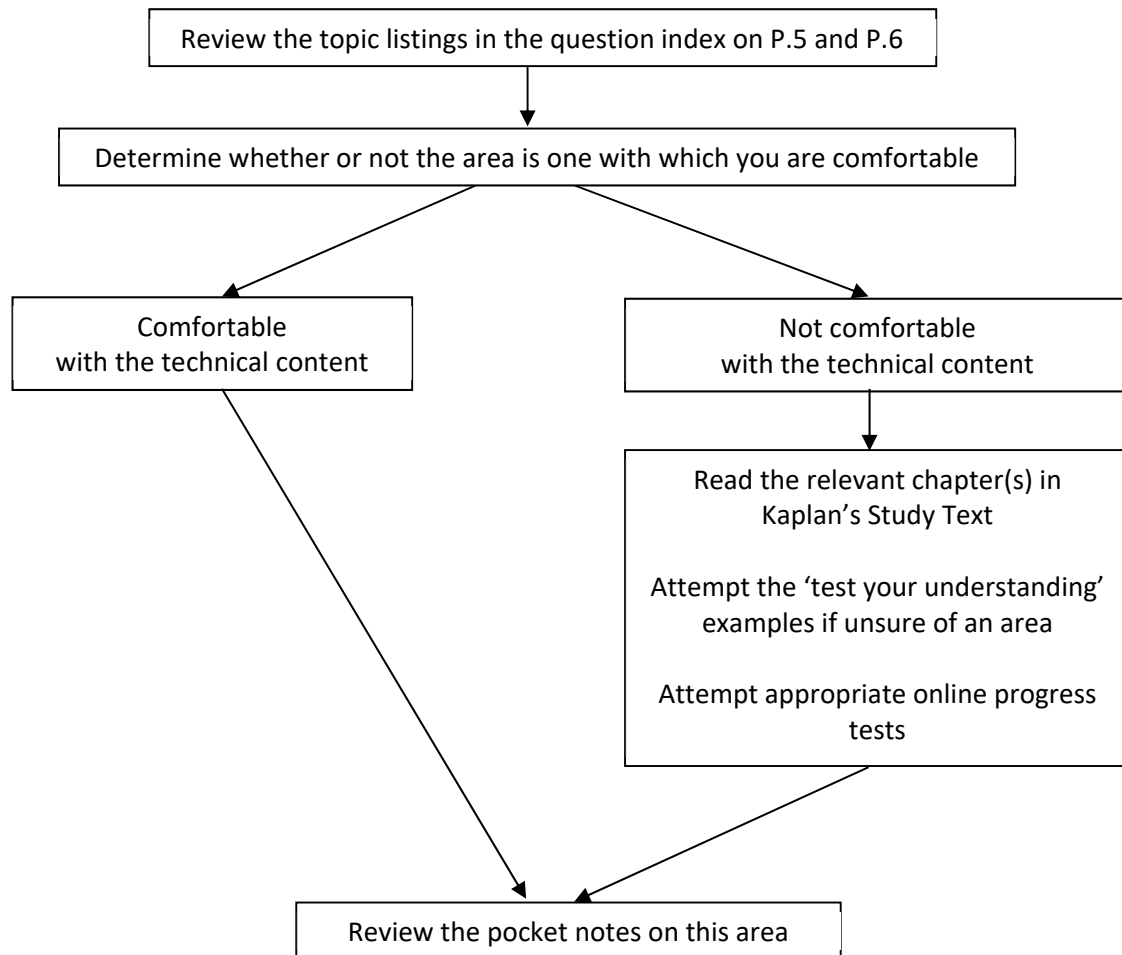 Review the topic listings in the question index on P.5 and P.6
Determine whether or not the area is one with which you are comfortable
Comfortable
with the technical content
Not comfortable
with the technical content
Read the relevant chapter(s) in
Kaplan’s Study Text
Attempt the ‘test your understanding’
examples if unsure of an area
Attempt appropriate online progress
tests
Review the pocket notes on this area